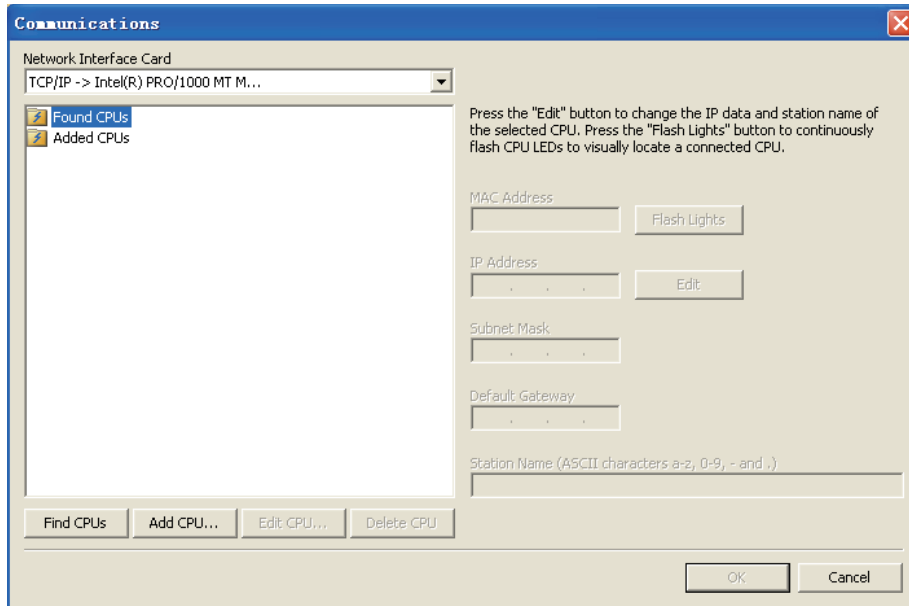 Communications
Network Interface Card
TCP/IP -> Intel(R) PRO/1000 MT M...
Found CPUs
Added CPUs
Press the "Edit" button to change the IP data and station name of
the selected CPU. Press the "Flash Lights" button to continuously
flash CPU LEDs to visually locate a connected CPU.
MAC Address
Flash Lights
IP Address
. . .
Edit
Subnet Mask
. . .
Default Gateway
. . .
Station Name (ASCII characters a-z, 0-9, - and .)
Find CPUs
Add CPU...
Edit CPU...
Delete CPU
OK
Cancel